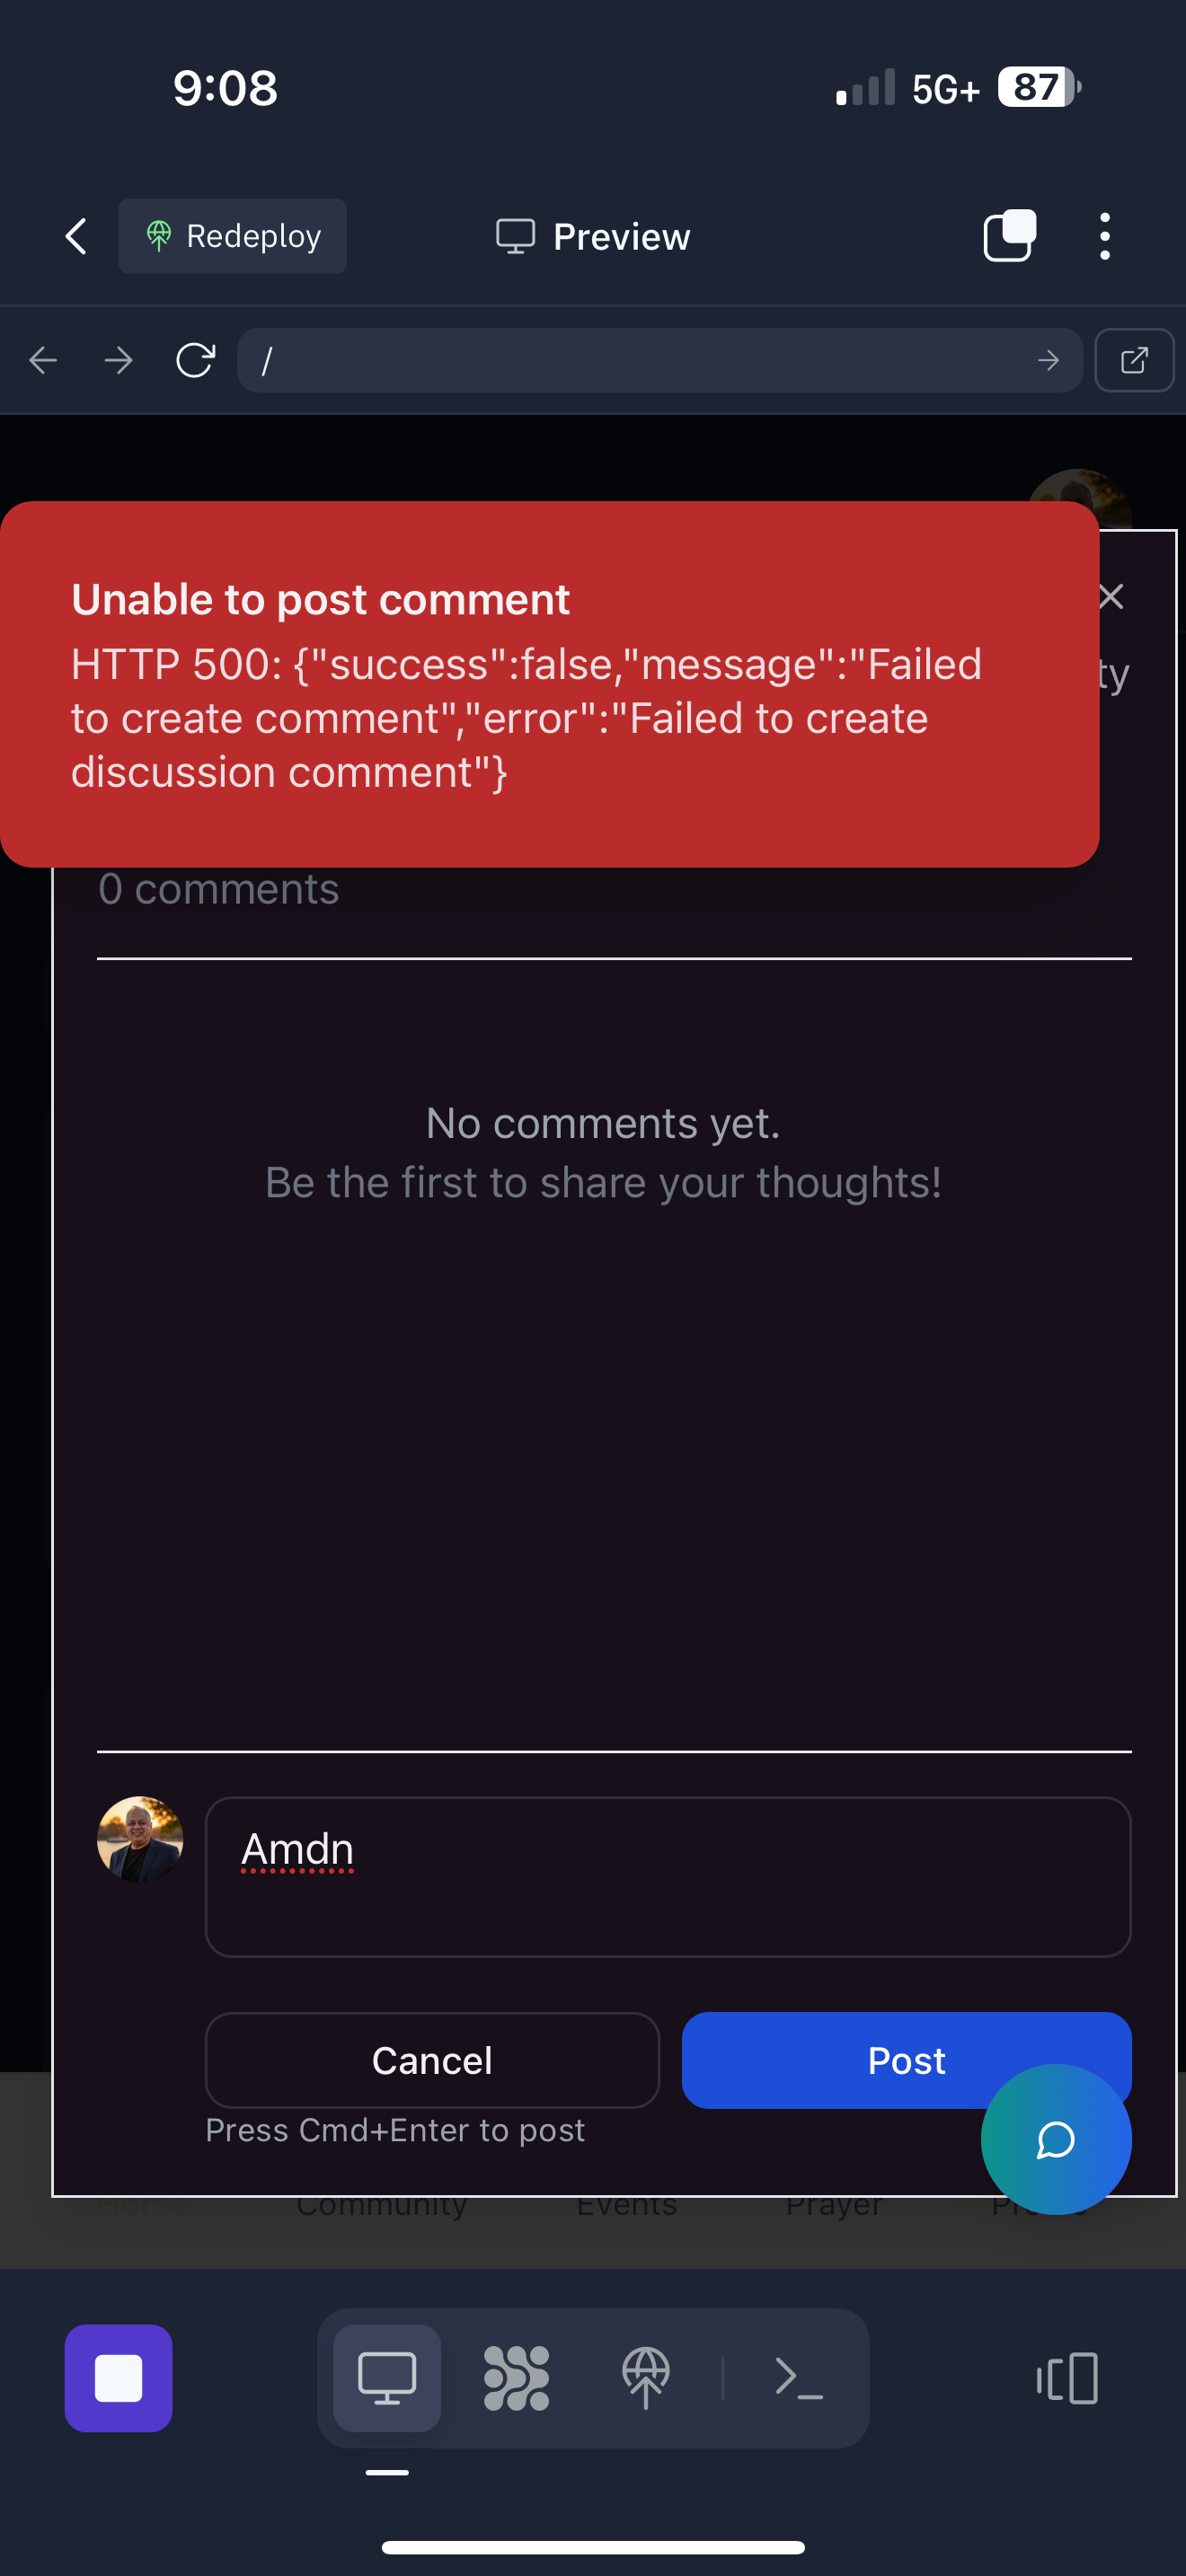 9:08
5G+ 87
Redeploy
Preview
/
Unable to post comment
HTTP 500: {"success":false,"message":"Failed
to create comment","error":"Failed to create
discussion comment"}
ty
0 comments
No comments yet.
Be the first to share your thoughts!
Amdn
Cancel
Post
Press Cmd+Enter to post
Home Community Events Prayer